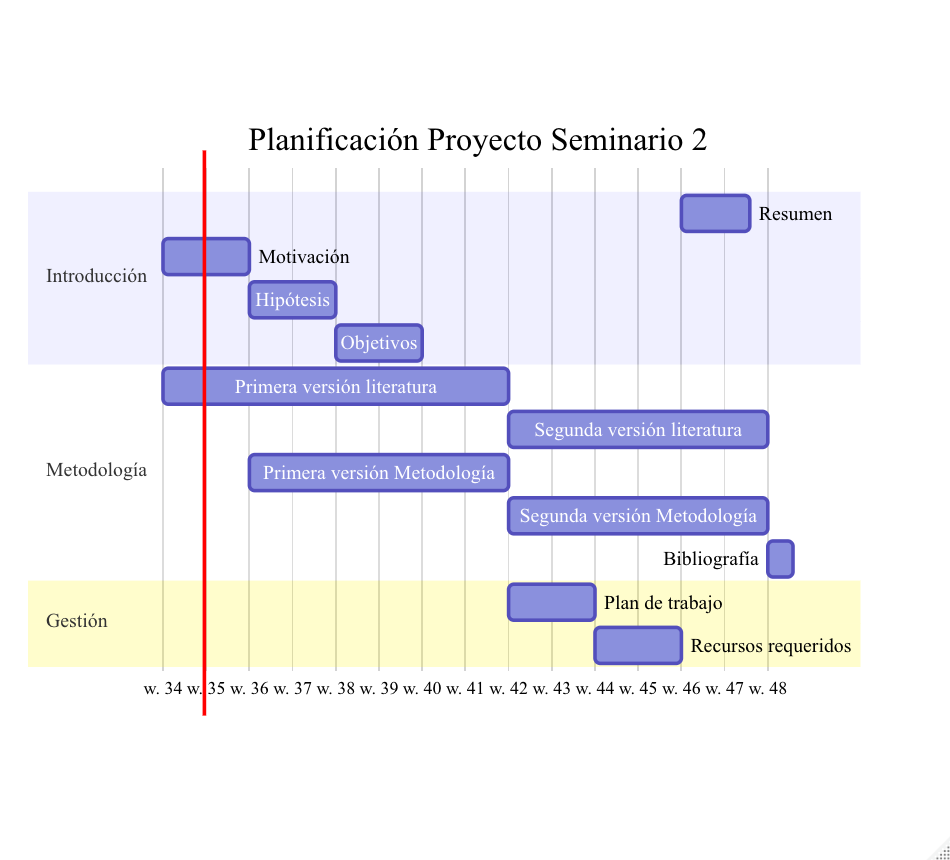 Planificación Proyecto Seminario 2
Resumen
Motivación
Introducción
Hipótesis
Objetivos
Primera versión literatura
Segunda versión literatura
Metodología
Primera versión Metodología
Segunda versión Metodología
Bibliografía
Plan de trabajo
Gestión
Recursos requeridos
w. 34 w. 35 w. 36 w. 37 w. 38 w. 39 w. 40 w. 41 w. 42 w. 43 w. 44 w. 45 w. 46 w. 47 w. 48